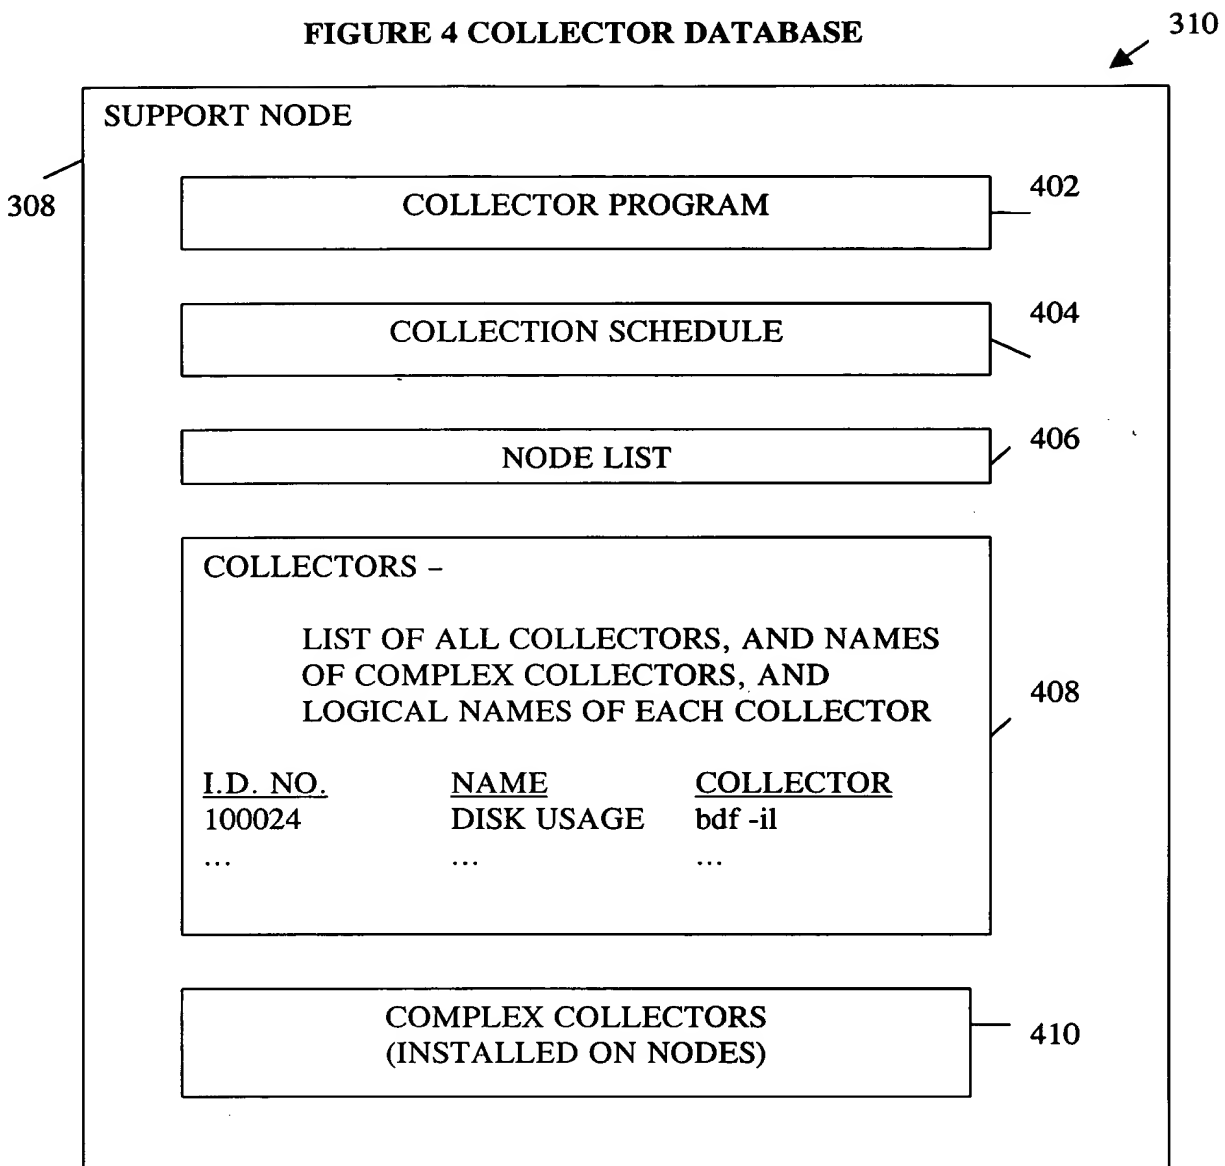 FIGURE 4 COLLECTOR DATABASE
310
SUPPORT NODE
308
COLLECTOR PROGRAM
402
COLLECTION SCHEDULE
404
NODE LIST
406
COLLECTORS –
LIST OF ALL COLLECTORS, AND NAMES
OF COMPLEX COLLECTORS, AND
LOGICAL NAMES OF EACH COLLECTOR
408
I.D. NO. NAME COLLECTOR
100024 DISK USAGE bdf -il
... ... ...
COMPLEX COLLECTORS
(INSTALLED ON NODES)
410